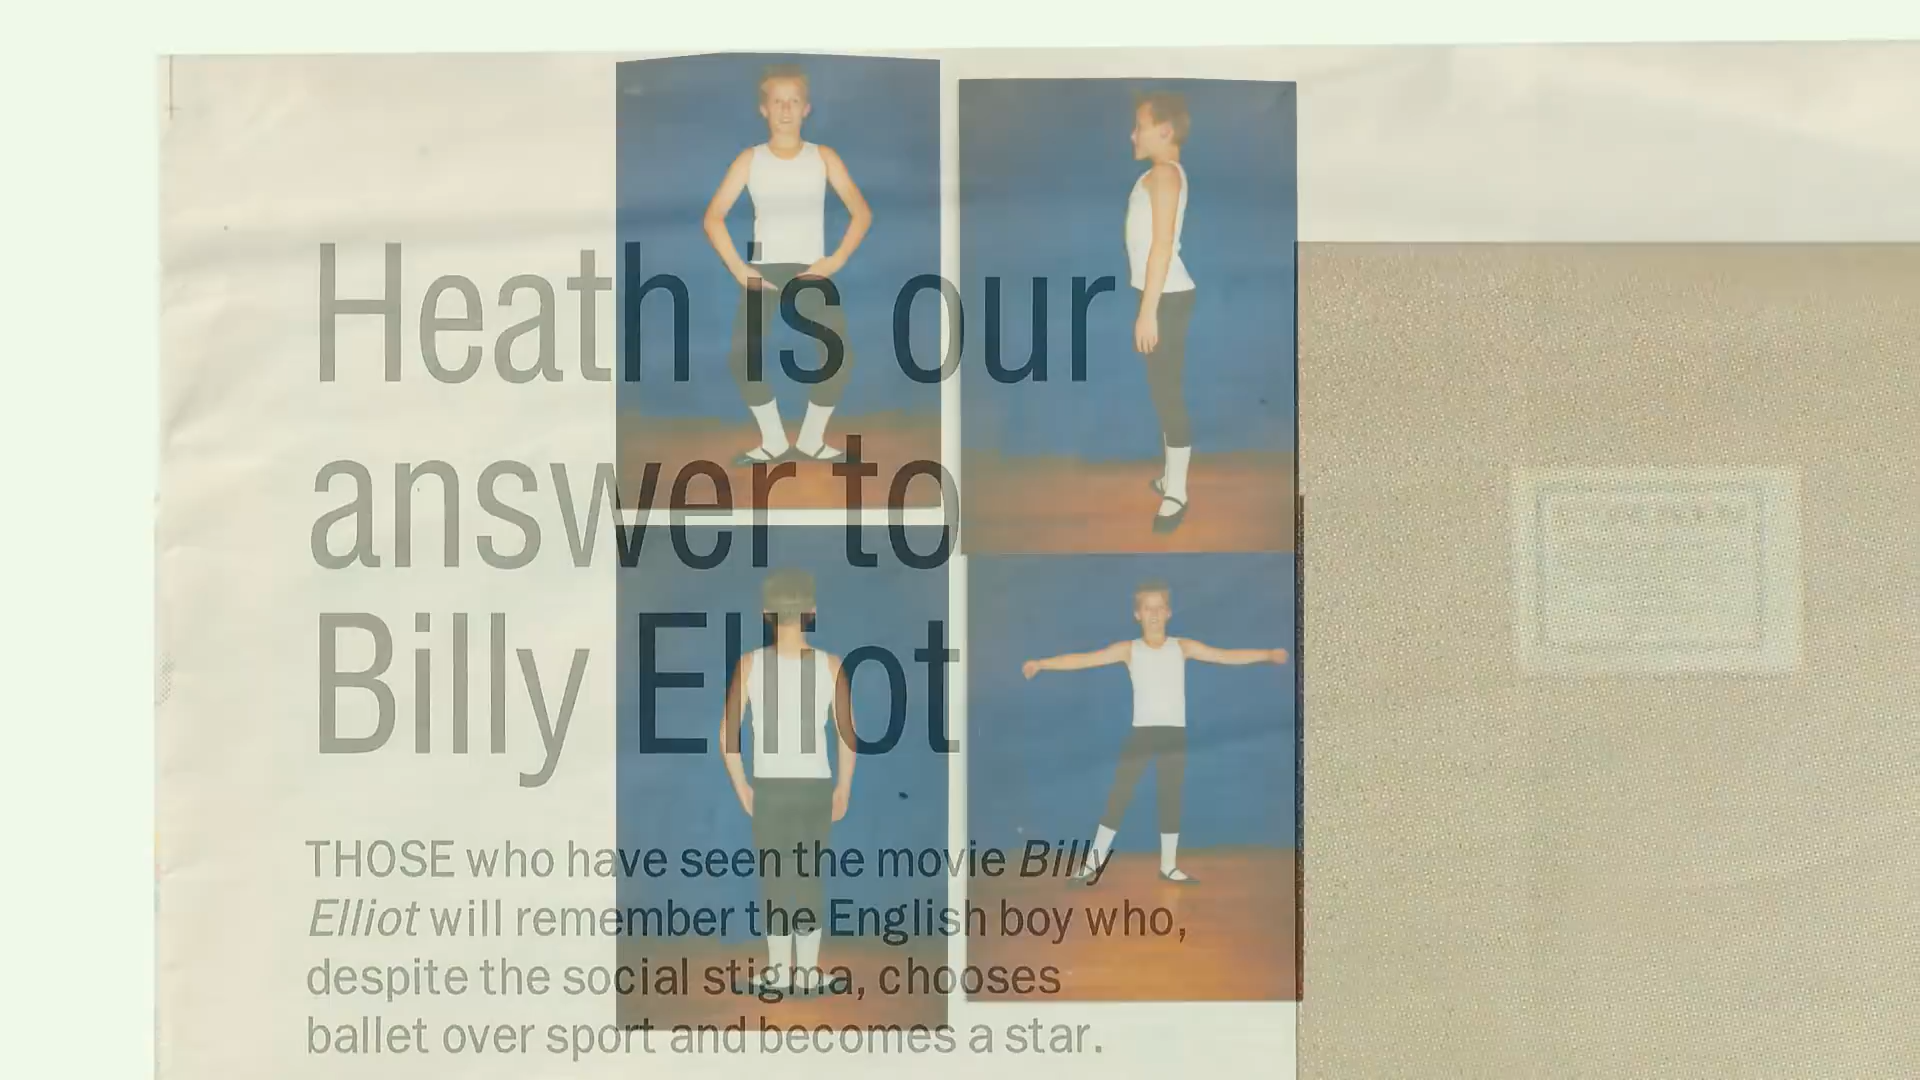 Heath is our
answer to
Billy Elliot
THOSE who have seen the movie Billy
Elliot will remember the English boy who,
despite the social stigma, chooses
ballet over sport and becomes a star.